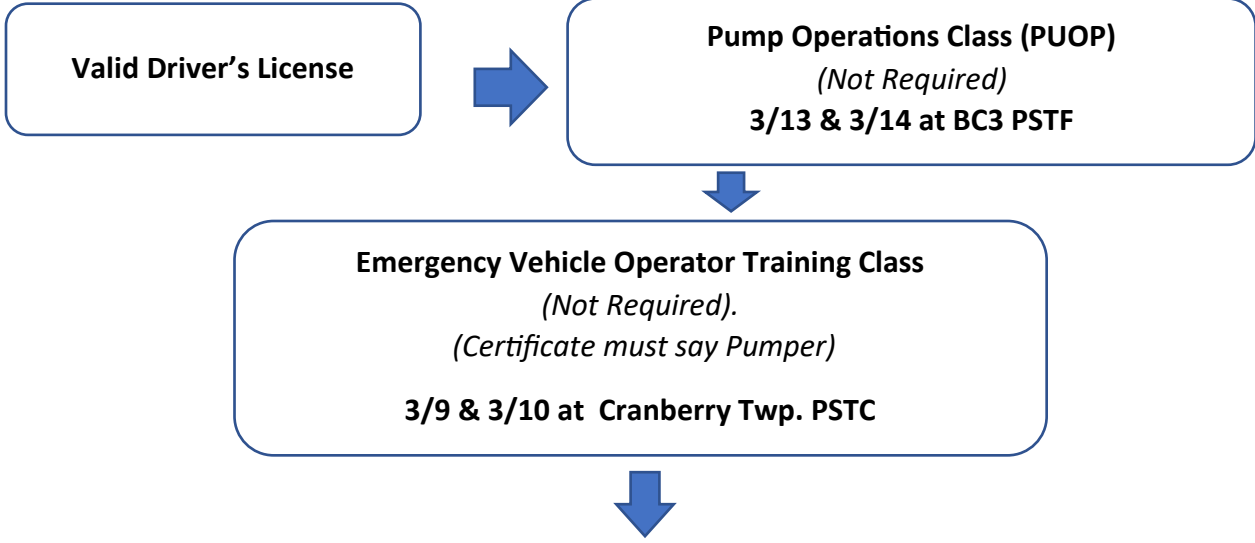 Valid Driver’s License
Pump Operations Class (PUOP)
(Not Required)
3/13 & 3/14 at BC3 PSTF
Emergency Vehicle Operator Training Class
(Not Required).
(Certificate must say Pumper)
3/9 & 3/10 at  Cranberry Twp. PSTC